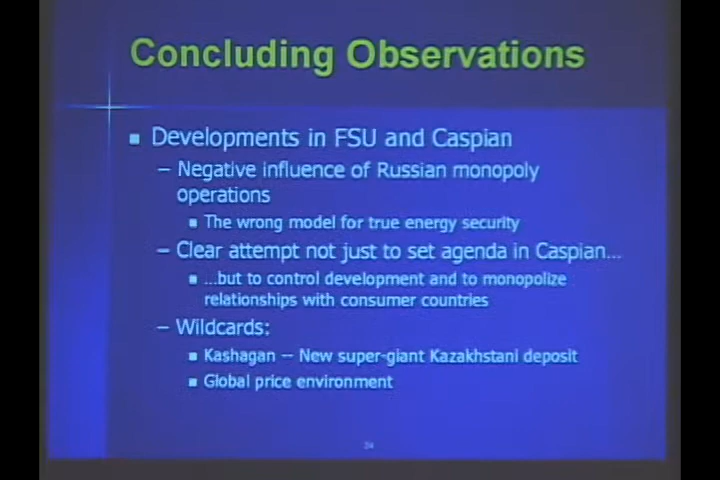 Concluding Observations
■ Developments in FSU and Caspian
– Negative influence of Russian monopoly
operations
■ The wrong model for true energy security
– Clear attempt not just to set agenda in Caspian...
■ ...but to control development and to monopolize
relationships with consumer countries
– Wildcards:
■ Kashagan -- New super-giant Kazakhstani deposit
■ Global price environment